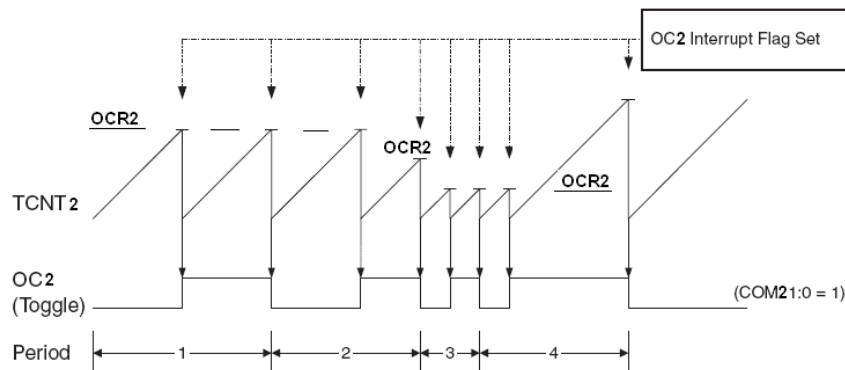 OC2 Interrupt Flag Set
OCR2
OCR2
OCR2
TCNT2
OC2
(Toggle)
(COM21:0 = 1)
Period
1
2
3
4